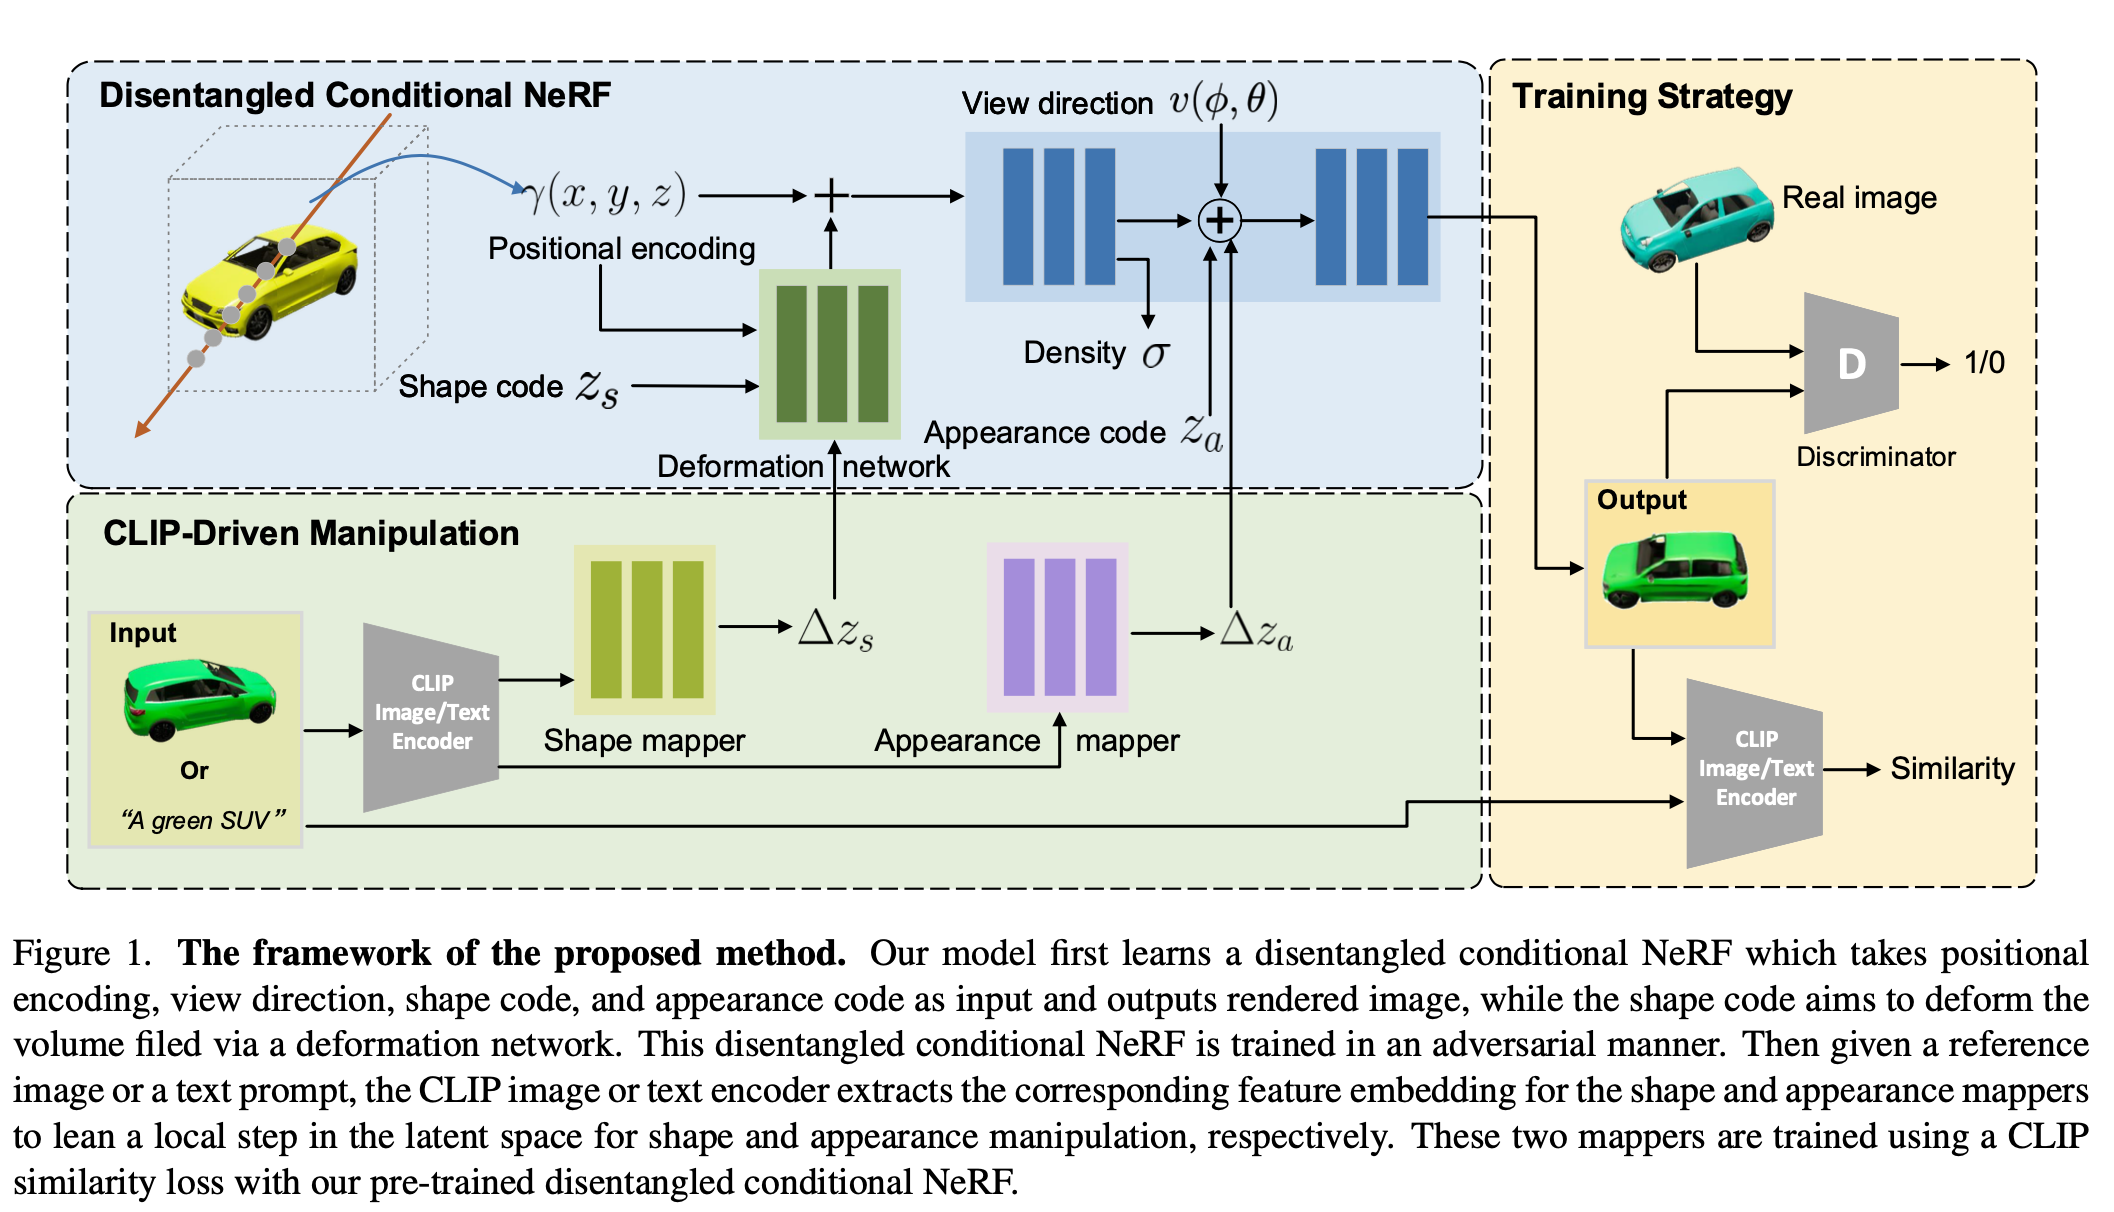 Disentangled Conditional NeRF
View direction v(ϕ, θ)
γ(x, y, z)
+
+
Positional encoding
Shape code z_s
Density σ
Appearance code z_a
Deformation network
CLIP-Driven Manipulation
Input
Or
“A green SUV”
CLIP
Image/Text
Encoder
Shape mapper
Δz_s
Appearance mapper
Δz_a
Training Strategy
Real image
D
1/0
Discriminator
Output
CLIP
Image/Text
Encoder
Similarity
Figure 1. The framework of the proposed method. Our model first learns a disentangled conditional NeRF which takes positional
encoding, view direction, shape code, and appearance code as input and outputs rendered image, while the shape code aims to deform the
volume filed via a deformation network. This disentangled conditional NeRF is trained in an adversarial manner. Then given a reference
image or a text prompt, the CLIP image or text encoder extracts the corresponding feature embedding for the shape and appearance mappers
to lean a local step in the latent space for shape and appearance manipulation, respectively. These two mappers are trained using a CLIP
similarity loss with our pre-trained disentangled conditional NeRF.